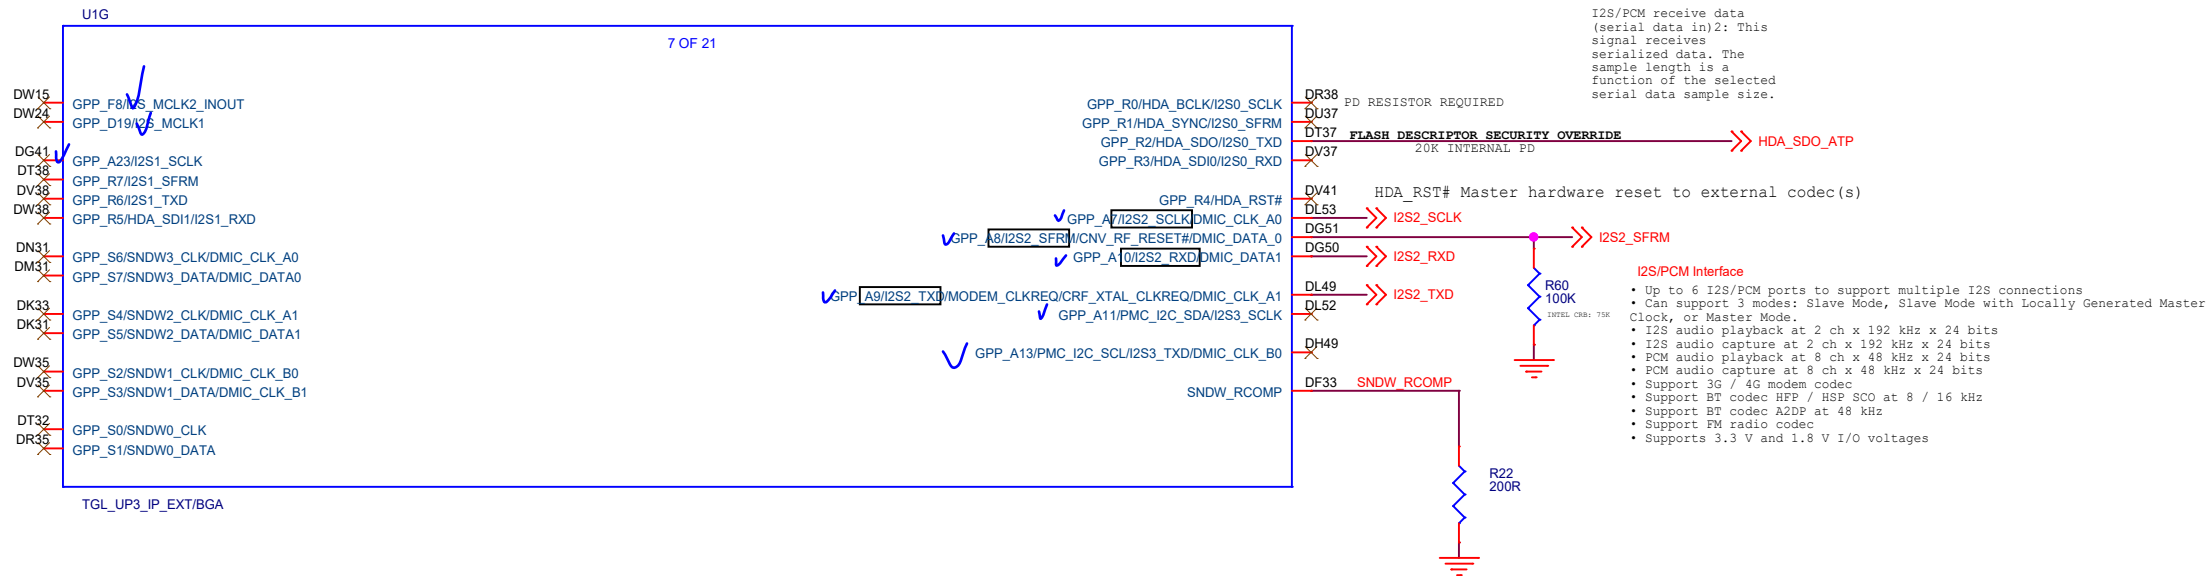 U1G
7 OF 21
DW15
GPP_F8/I2S_MCLK2_INOUT
DW24
GPP_D19/I2S_MCLK1
DG41
GPP_A23/I2S1_SCLK
DT38
GPP_R7/I2S1_SFRM
DV38
GPP_R6/I2S1_TXD
DW38
GPP_R5/HDA_SDI1/I2S1_RXD
DN31
GPP_S6/SNDW3_CLK/DMIC_CLK_A0
DM31
GPP_S7/SNDW3_DATA/DMIC_DATA0
DK33
GPP_S4/SNDW2_CLK/DMIC_CLK_A1
DK31
GPP_S5/SNDW2_DATA/DMIC_DATA1
DW35
GPP_S2/SNDW1_CLK/DMIC_CLK_B0
DV35
GPP_S3/SNDW1_DATA/DMIC_CLK_B1
DT32
GPP_S0/SNDW0_CLK
DR35
GPP_S1/SNDW0_DATA
TGL_UP3_IP_EXT/BGA
GPP_R0/HDA_BCLK/I2S0_SCLK
DR38
PD RESISTOR REQUIRED
GPP_R1/HDA_SYNC/I2S0_SFRM
DU37
GPP_R2/HDA_SDO/I2S0_TXD
DT37
FLASH DESCRIPTOR SECURITY OVERRIDE
20K INTERNAL PD
HDA_SDO_ATP
GPP_R3/HDA_SDI0/I2S0_RXD
DV37
GPP_R4/HDA_RST#
DV41
HDA_RST# Master hardware reset to external codec(s)
GPP_A7/I2S2_SCLK/DMIC_CLK_A0
DL53
I2S2_SCLK
GPP_A8/I2S2_SFRM/CNV_RF_RESET#/DMIC_DATA_0
DG51
I2S2_SFRM
GPP_A10/I2S2_RXD/DMIC_DATA1
DG50
I2S2_RXD
GPP_A9/I2S2_TXD/MODEM_CLKREQ/CRF_XTAL_CLKREQ/DMIC_CLK_A1
DL49
I2S2_TXD
GPP_A11/PMC_I2C_SDA/I2S3_SCLK
DL52
GPP_A13/PMC_I2C_SCL/I2S3_TXD/DMIC_CLK_B0
DH49
SNDW_RCOMP
DF33
SNDW_RCOMP
R60
100K
INTEL CRB: 75K
R22
200R
I2S/PCM receive data
(serial data in)2: This
signal receives
serialized data. The
sample length is a
function of the selected
serial data sample size.
I2S/PCM Interface
• Up to 6 I2S/PCM ports to support multiple I2S connections
• Can support 3 modes: Slave Mode, Slave Mode with Locally Generated Master
Clock, or Master Mode.
• I2S audio playback at 2 ch x 192 kHz x 24 bits
• I2S audio capture at 2 ch x 192 kHz x 24 bits
• PCM audio playback at 8 ch x 48 kHz x 24 bits
• PCM audio capture at 8 ch x 48 kHz x 24 bits
• Support 3G / 4G modem codec
• Support BT codec HFP / HSP SCO at 8 / 16 kHz
• Support BT codec A2DP at 48 kHz
• Support FM radio codec
• Supports 3.3 V and 1.8 V I/O voltages